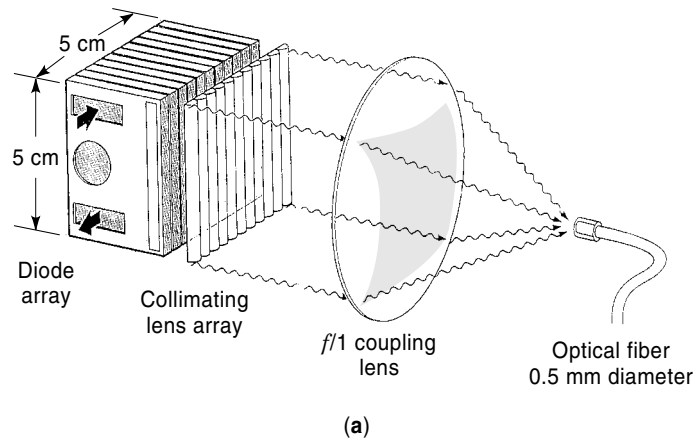 5 cm
5 cm
Diode
array
Collimating
lens array
f/1 coupling
lens
Optical fiber
0.5 mm diameter
(a)